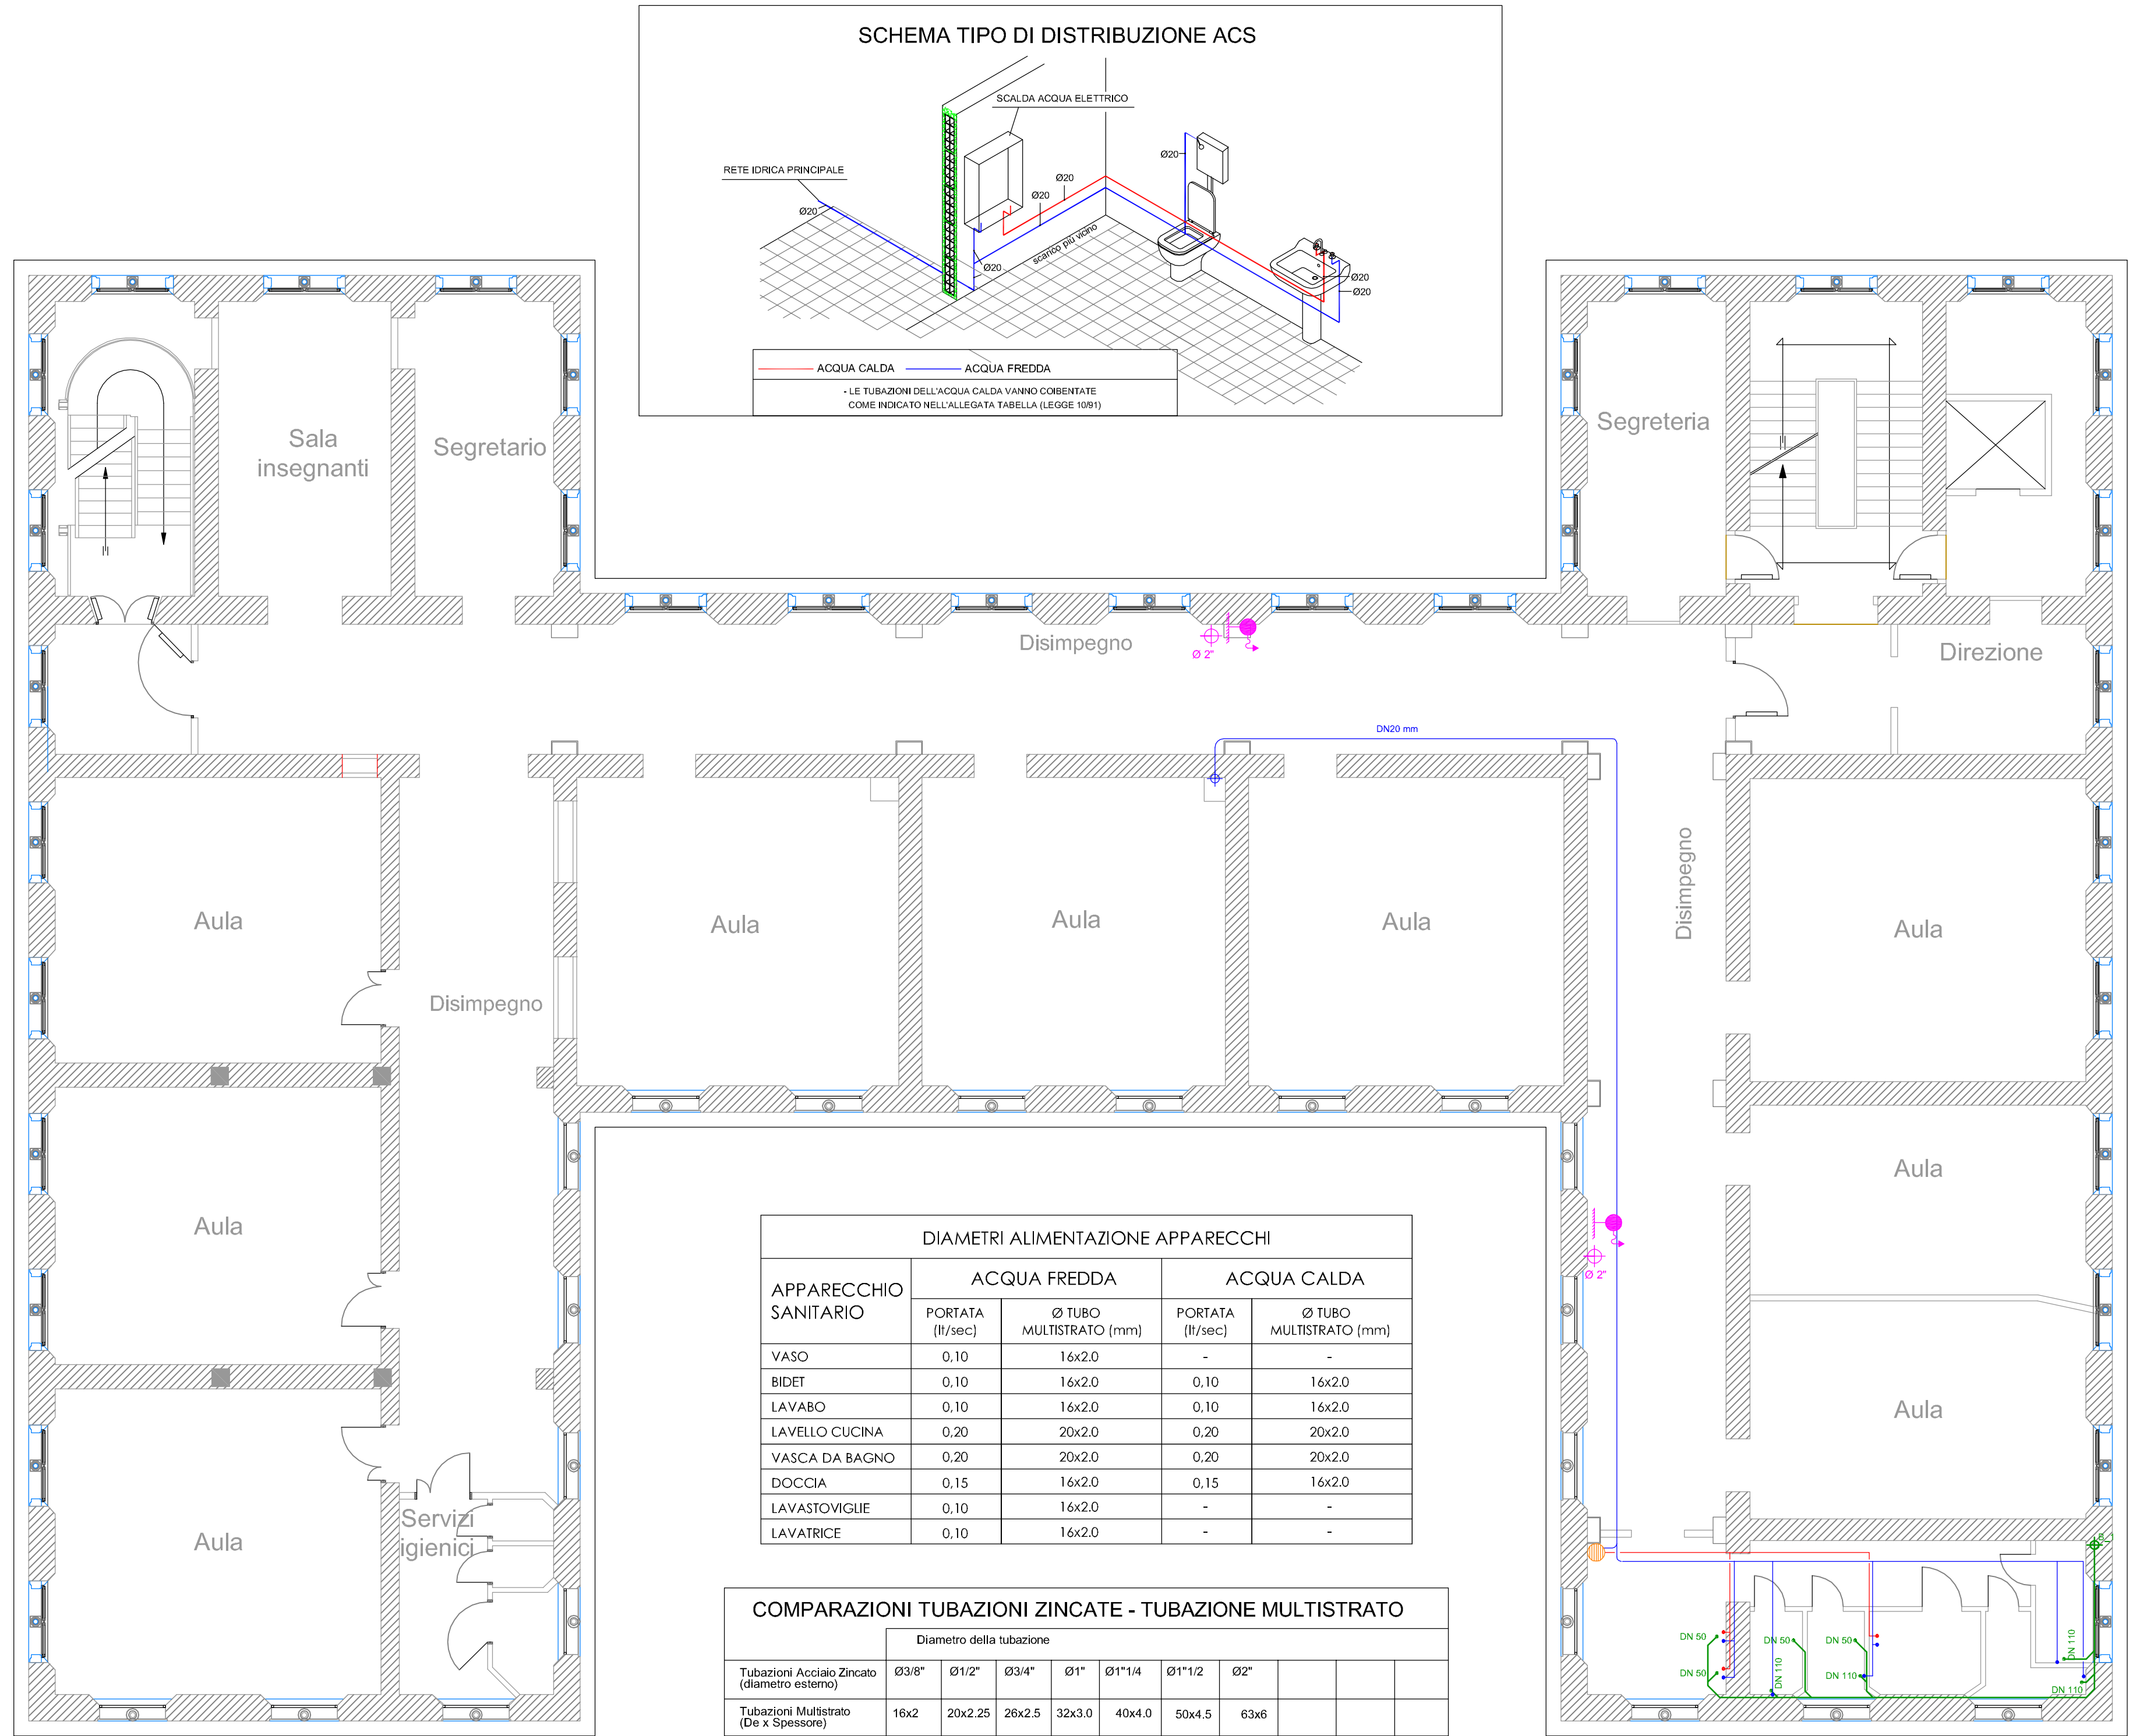 SCHEMA TIPO DI DISTRIBUZIONE ACS
SCALDA ACQUA ELETTRICO
RETE IDRICA PRINCIPALE
Ø20
Ø20
Ø20
Ø20
Ø20
scarico più vicino
Ø20
Ø20
ACQUA CALDA
ACQUA FREDDA
- LE TUBAZIONI DELL'ACQUA CALDA VANNO COIBENTATE
COME INDICATO NELL'ALLEGATA TABELLA (LEGGE 10/91)
Sala
insegnanti
Segretario
Segreteria
Disimpegno
Ø 2"
Direzione
DN20 mm
Aula
Disimpegno
Aula
Aula
Aula
Disimpegno
Aula
Aula
Aula
Ø 2"
Aula
Aula
Servizi
igienici
DIAMETRI ALIMENTAZIONE APPARECCHI
APPARECCHIO SANITARIO ACQUA FREDDA ACQUA CALDA
PORTATA (lt/sec) Ø TUBO MULTISTRATO (mm) PORTATA (lt/sec) Ø TUBO MULTISTRATO (mm)
VASO 0,10 16x2.0 - -
BIDET 0,10 16x2.0 0,10 16x2.0
LAVABO 0,10 16x2.0 0,10 16x2.0
LAVELLO CUCINA 0,20 20x2.0 0,20 20x2.0
VASCA DA BAGNO 0,20 20x2.0 0,20 20x2.0
DOCCIA 0,15 16x2.0 0,15 16x2.0
LAVASTOVIGLIE 0,10 16x2.0 - -
LAVATRICE 0,10 16x2.0 - -
COMPARAZIONI TUBAZIONI ZINCATE - TUBAZIONE MULTISTRATO
Diametro della tubazione
Tubazioni Acciaio Zincato (diametro esterno) Ø3/8" Ø1/2" Ø3/4" Ø1" Ø1"1/4 Ø1"1/2 Ø2"
Tubazioni Multistrato (De x Spessore) 16x2 20x2.25 26x2.5 32x3.0 40x4.0 50x4.5 63x6
DN 50
DN 50
DN 50
DN 110
DN 50
DN 110
DN 110
DN 110